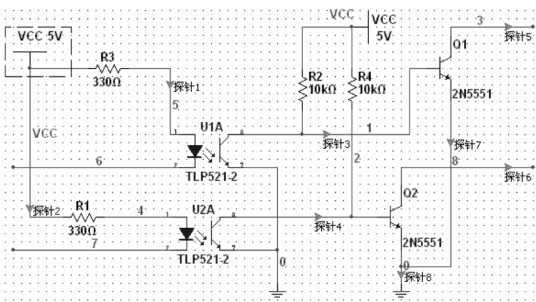 VCC
VCC
5V
3
VCC 5V
Q1
探针5
R3
330Ω
探针1
R2
10kΩ
R4
10kΩ
2N5551
5
U1A
1
VCC
探针3
探针7
6
2
8
TLP521-2
探针6
Q2
探针2
R1
4
U2A
330Ω
探针4
7
2N5551
TLP521-2
0
0
探针8